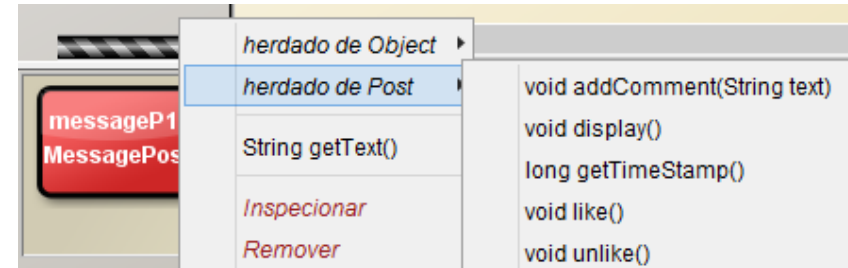 herdado de Object
herdado de Post
String getText()
Inspecionar
Remover
void addComment(String text)
void display()
long getTimeStamp()
void like()
void unlike()
messageP1
MessagePos